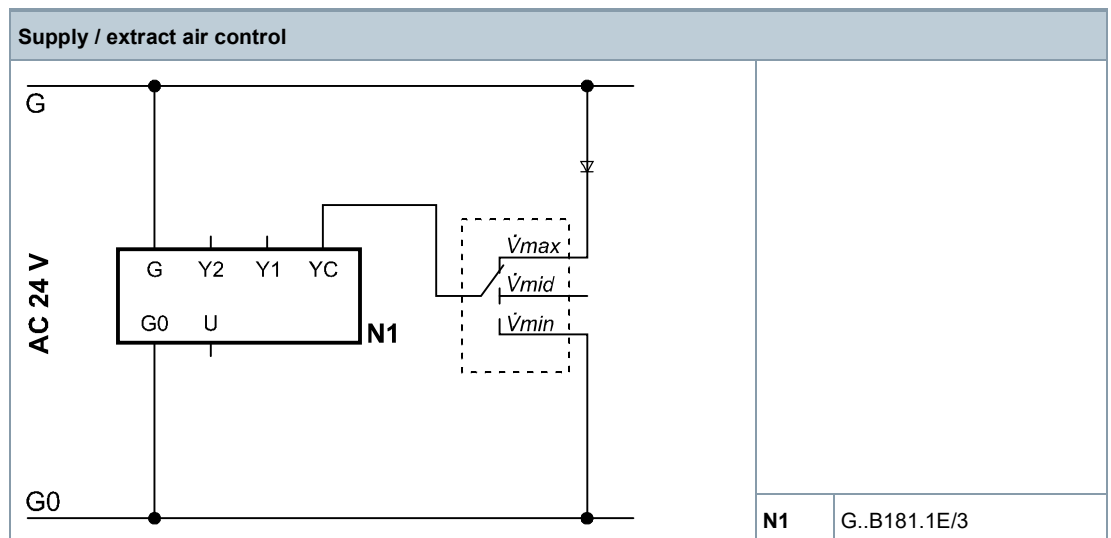 Supply / extract air control
G
AC 24 V
G Y2 Y1 YC
G0 U
N1
V̇max
V̇mid
V̇min
G0
N1 G..B181.1E/3